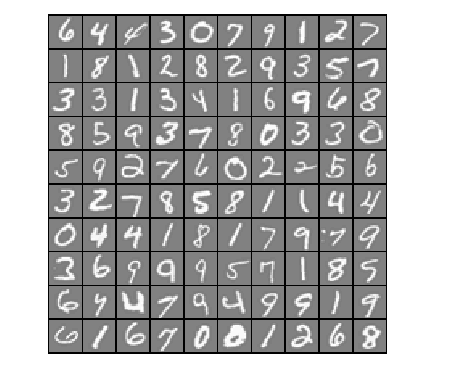 6 4 4 3 0 7 9 1 2 7
1 8 1 2 8 2 9 3 5 7
3 3 1 3 4 1 6 9 6 8
8 5 9 3 7 8 0 3 3 0
5 9 2 7 6 0 2 2 5 6
3 2 7 8 5 8 1 1 4 4
0 4 4 1 8 1 7 9 7 9
3 6 9 9 9 5 7 1 8 5
6 4 4 7 9 4 9 9 1 9
6 1 6 7 0 0 1 2 6 8